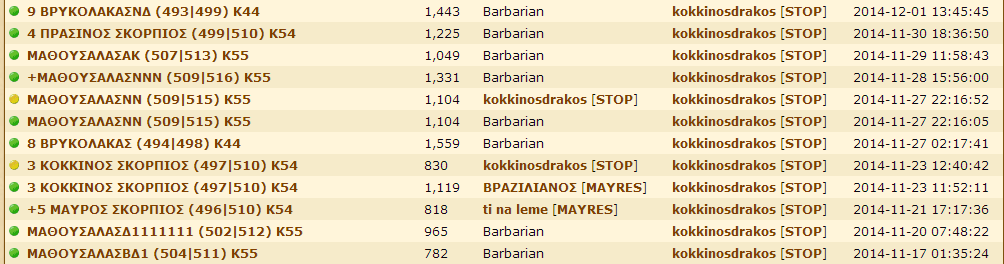 9 ΒΡΥΚΟΛΑΚΑΣΝΔ (493|499) K44 1,443 Barbarian kokkinosdrakos [STOP] 2014-12-01 13:45:45
4 ΠΡΑΣΙΝΟΣ ΣΚΟΡΠΙΟΣ (499|510) K54 1,225 Barbarian kokkinosdrakos [STOP] 2014-11-30 18:36:50
ΜΑΘΟΥΣΑΛΑΣΑΚ (507|513) K55 1,049 Barbarian kokkinosdrakos [STOP] 2014-11-29 11:58:43
+ΜΑΘΟΥΣΑΛΑΣΝΝΝ (509|516) K55 1,331 Barbarian kokkinosdrakos [STOP] 2014-11-28 15:56:00
ΜΑΘΟΥΣΑΛΑΣΝΝ (509|515) K55 1,104 kokkinosdrakos [STOP] kokkinosdrakos [STOP] 2014-11-27 22:16:52
ΜΑΘΟΥΣΑΛΑΣΝΝ (509|515) K55 1,104 Barbarian kokkinosdrakos [STOP] 2014-11-27 22:16:05
8 ΒΡΥΚΟΛΑΚΑΣ (494|498) K44 1,559 Barbarian kokkinosdrakos [STOP] 2014-11-27 02:17:41
3 ΚΟΚΚΙΝΟΣ ΣΚΟΡΠΙΟΣ (497|510) K54 830 kokkinosdrakos [STOP] kokkinosdrakos [STOP] 2014-11-23 12:40:42
3 ΚΟΚΚΙΝΟΣ ΣΚΟΡΠΙΟΣ (497|510) K54 1,119 ΒΡΑΖΙΛΙΑΝΟΣ [MAYRES] kokkinosdrakos [STOP] 2014-11-23 11:52:11
+5 ΜΑΥΡΟΣ ΣΚΟΡΠΙΟΣ (496|510) K54 818 ti na leme [MAYRES] kokkinosdrakos [STOP] 2014-11-21 17:17:36
ΜΑΘΟΥΣΑΛΑΣΔ1111111 (502|512) K55 965 Barbarian kokkinosdrakos [STOP] 2014-11-20 07:48:22
ΜΑΘΟΥΣΑΛΑΣΒΔ1 (504|511) K55 782 Barbarian kokkinosdrakos [STOP] 2014-11-17 01:35:24